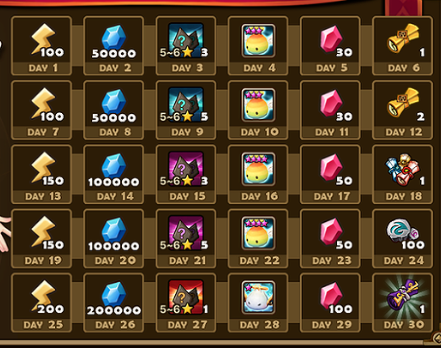 100 50000 5~6 3 30 1
DAY 1 DAY 2 DAY 3 DAY 4 DAY 5 DAY 6
100 50000 5~6 5 30 2
DAY 7 DAY 8 DAY 9 DAY 10 DAY 11 DAY 12
150 100000 5~6 3 50 1
DAY 13 DAY 14 DAY 15 DAY 16 DAY 17 DAY 18
150 100000 5~6 5 50 100
DAY 19 DAY 20 DAY 21 DAY 22 DAY 23 DAY 24
200 200000 5~6 1 100 1
DAY 25 DAY 26 DAY 27 DAY 28 DAY 29 DAY 30